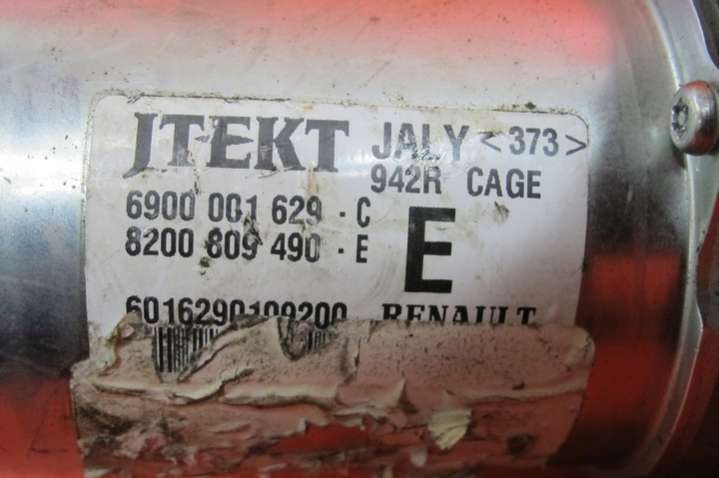 JTEKT JALY <373>
942R CAGE
6900 001 629 - C
8200 809 490 - E
E
6016290109200 RENAULT